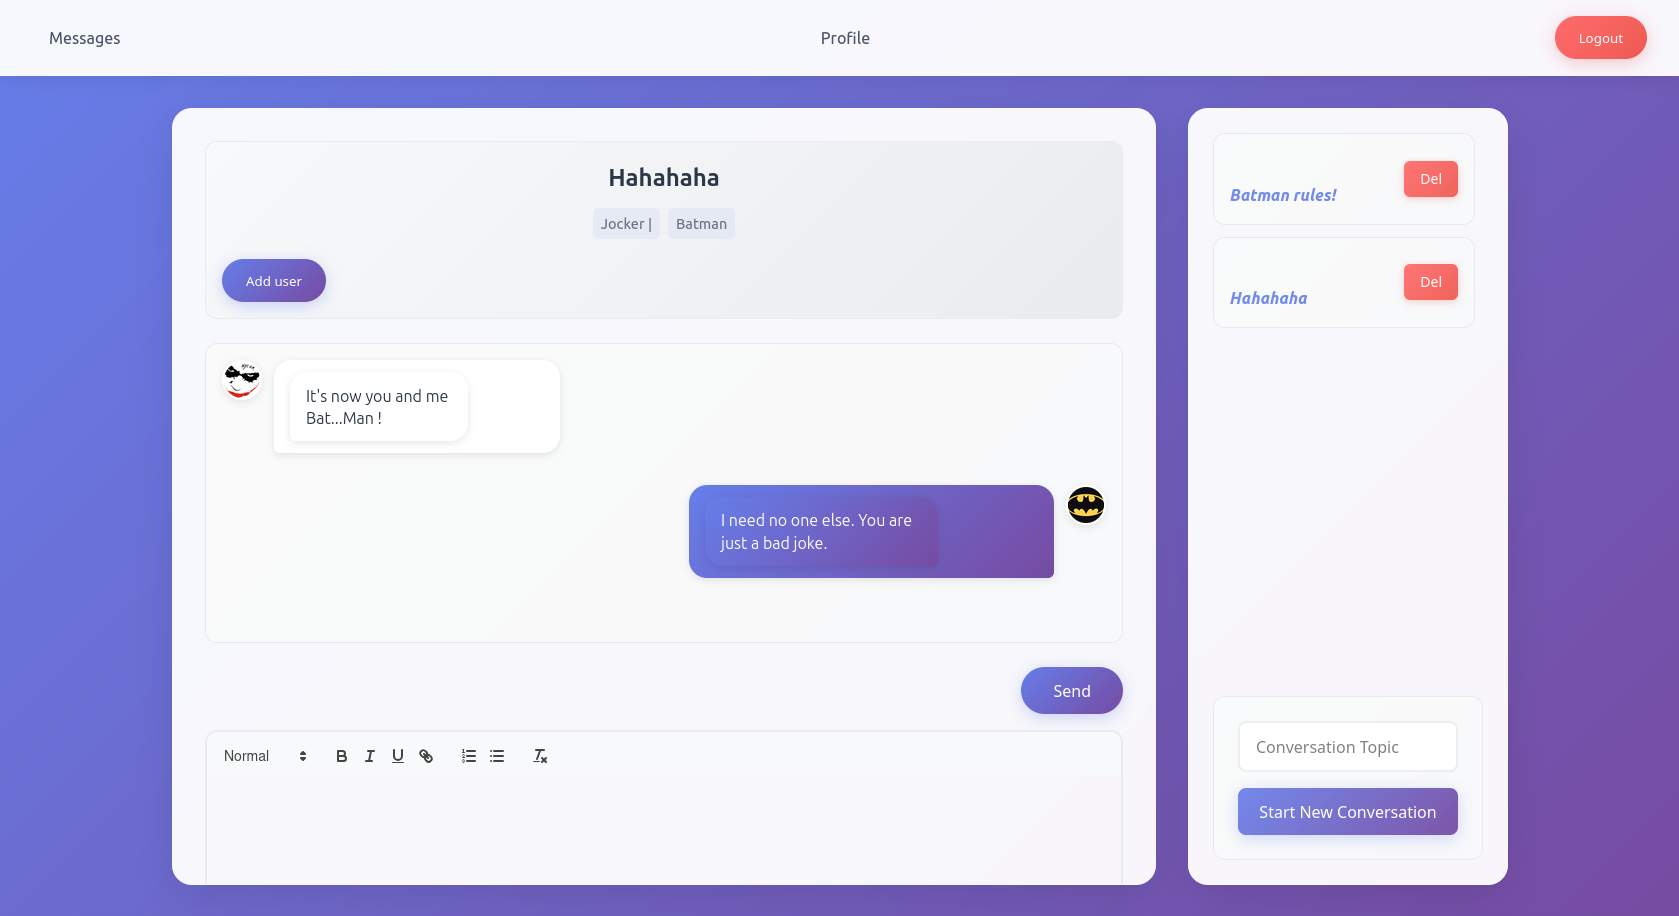 Messages
Profile
Logout
Hahahaha
Jocker |
Batman
Add user
It's now you and me
Bat...Man !
I need no one else. You are
just a bad joke.
Send
Normal
Batman rules!
Del
Hahahaha
Del
Conversation Topic
Start New Conversation